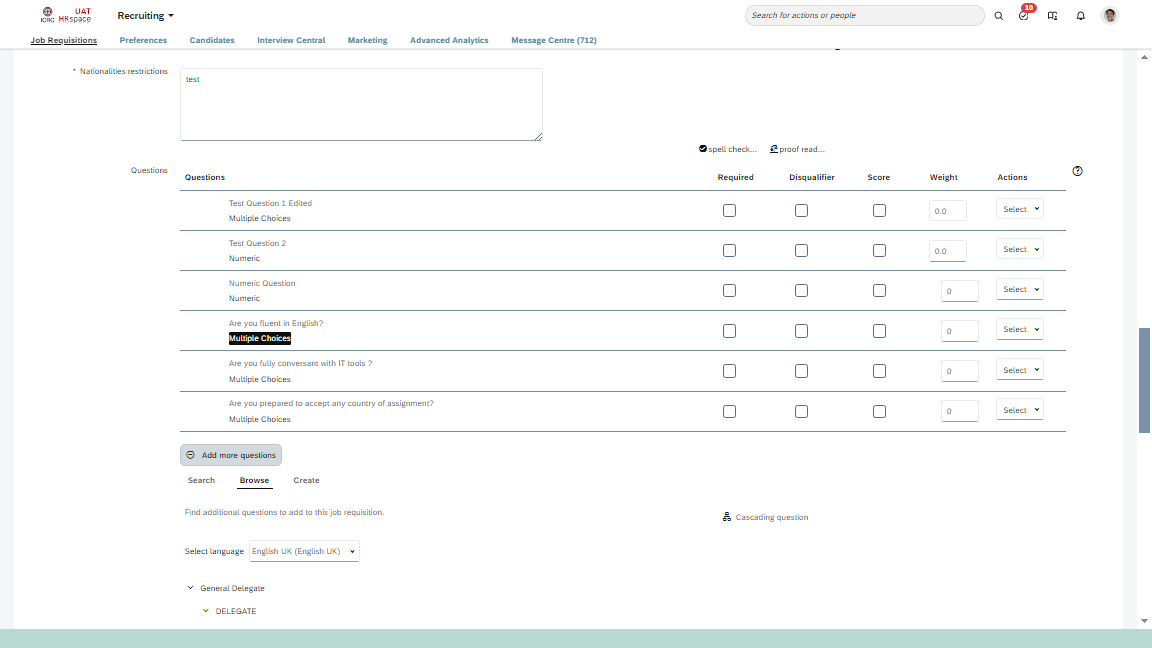 ICRC UAT HRspace Recruiting Search for actions or people 10
Job Requisitions Preferences Candidates Interview Central Marketing Advanced Analytics Message Centre (712)
* Nationalities restrictions
test
spell check... proof read...
Questions
Questions Required Disqualifier Score Weight Actions
Test Question 1 Edited
Multiple Choices
0.0 Select
Test Question 2
Numeric
0.0 Select
Numeric Question
Numeric
0 Select
Are you fluent in English?
Multiple Choices
0 Select
Are you fully conversant with IT tools ?
Multiple Choices
0 Select
Are you prepared to accept any country of assignment?
Multiple Choices
0 Select
Add more questions
Search Browse Create
Find additional questions to add to this job requisition.
Cascading question
Select language English UK (English UK)
General Delegate
DELEGATE